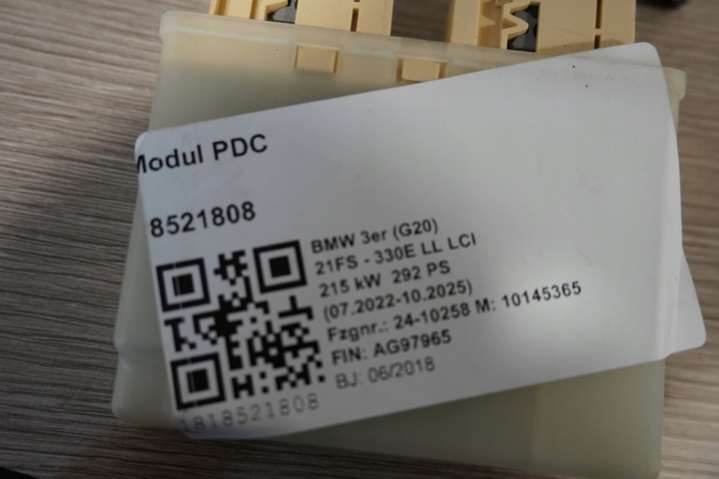 Modul PDC
8521808
BMW 3er (G20)
21FS - 330E LL LCI
215 kW 292 PS
(07.2022-10.2025)
Fzgnr.: 24-10258 M: 10145365
FIN: AG97965
BJ: 06/2018
1818521808